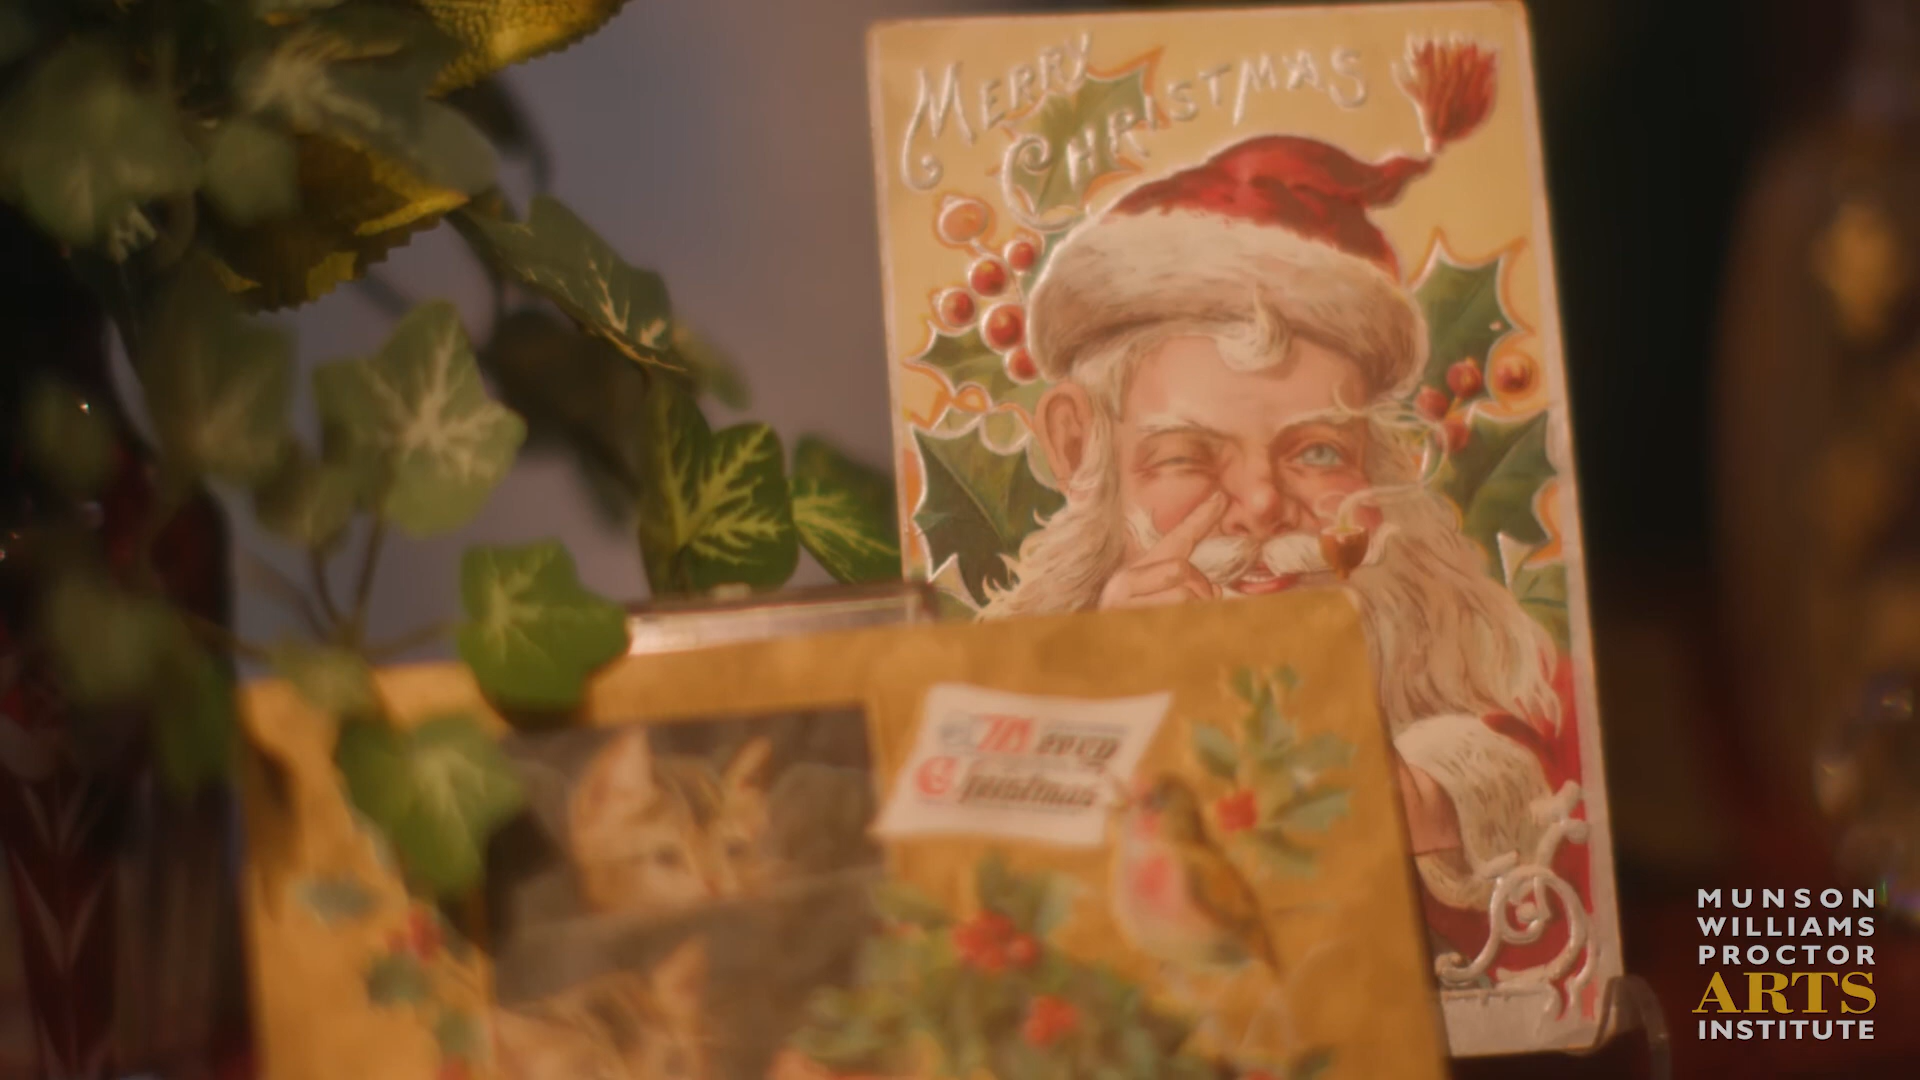 MERRY
CHRISTMAS
Merry
Christmas
MUNSON
WILLIAMS
PROCTOR
ARTS
INSTITUTE